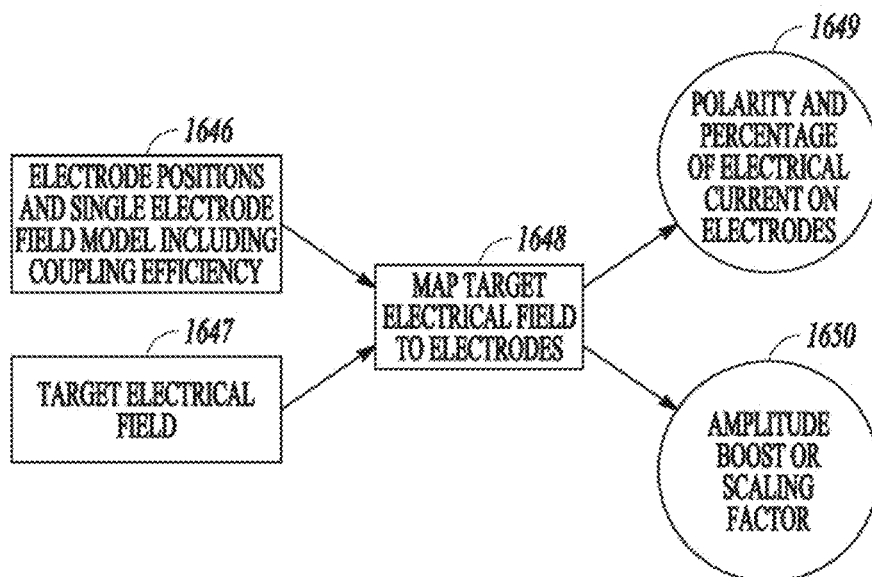 1646
ELECTRODE POSITIONS
AND SINGLE ELECTRODE
FIELD MODEL INCLUDING
COUPLING EFFICIENCY
1647
TARGET ELECTRICAL
FIELD
1648
MAP TARGET
ELECTRICAL FIELD
TO ELECTRODES
1649
POLARITY AND
PERCENTAGE
OF ELECTRICAL
CURRENT ON
ELECTRODES
1650
AMPLITUDE
BOOST OR
SCALING
FACTOR